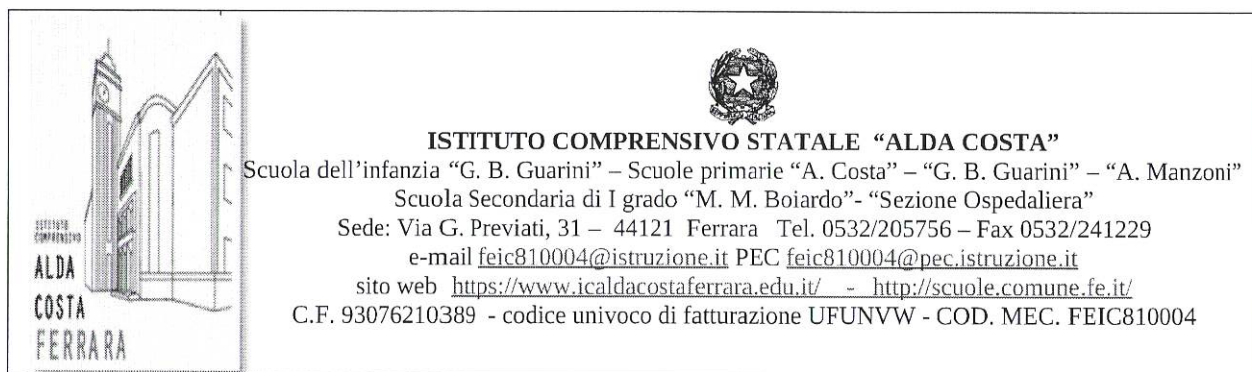 ISTITUTO
COMPRENSIVO
ALDA
COSTA
FERRARA
ISTITUTO COMPRENSIVO STATALE “ALDA COSTA”
Scuola dell’infanzia “G. B. Guarini” – Scuole primarie “A. Costa” – “G. B. Guarini” – “A. Manzoni”
Scuola Secondaria di I grado “M. M. Boiardo”- “Sezione Ospedaliera”
Sede: Via G. Previati, 31 – 44121 Ferrara Tel. 0532/205756 – Fax 0532/241229
e-mail feic810004@istruzione.it PEC feic810004@pec.istruzione.it
sito web https://www.icaldacostaferrara.edu.it/ - http://scuole.comune.fe.it/
C.F. 93076210389 - codice univoco di fatturazione UFUNVW - COD. MEC. FEIC810004